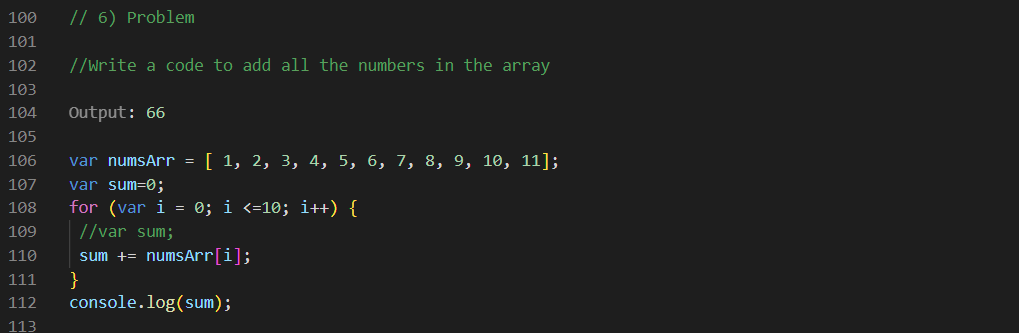 100 // 6) Problem
101
102 //Write a code to add all the numbers in the array
103
104 Output: 66
105
106 var numsArr = [ 1, 2, 3, 4, 5, 6, 7, 8, 9, 10, 11];
107 var sum=0;
108 for (var i = 0; i <=10; i++) {
109 //var sum;
110 sum += numsArr[i];
111 }
112 console.log(sum);
113